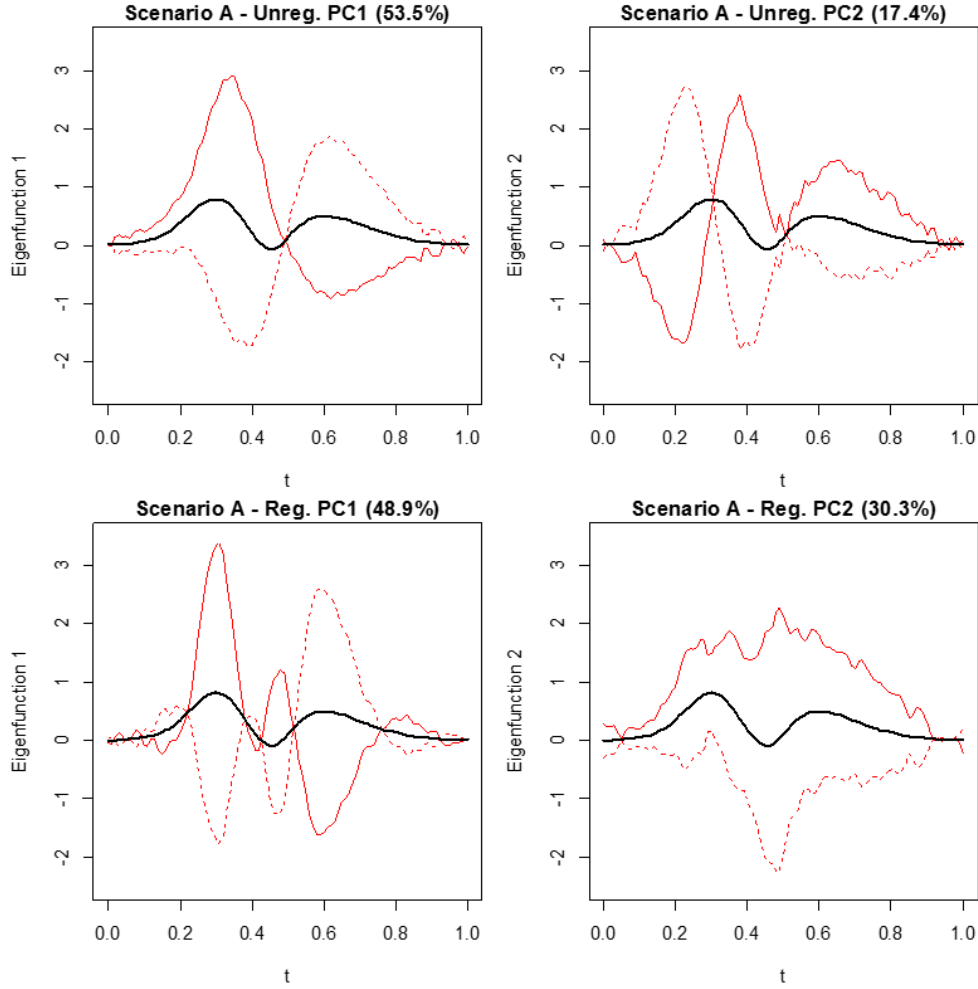 Scenario A - Unreg. PC1 (53.5%)
Eigenfunction 1
3
2
1
0
-1
-2
0.0 0.2 0.4 0.6 0.8 1.0
t
Scenario A - Unreg. PC2 (17.4%)
Eigenfunction 2
3
2
1
0
-1
-2
0.0 0.2 0.4 0.6 0.8 1.0
t
Scenario A - Reg. PC1 (48.9%)
Eigenfunction 1
3
2
1
0
-1
-2
0.0 0.2 0.4 0.6 0.8 1.0
t
Scenario A - Reg. PC2 (30.3%)
Eigenfunction 2
3
2
1
0
-1
-2
0.0 0.2 0.4 0.6 0.8 1.0
t